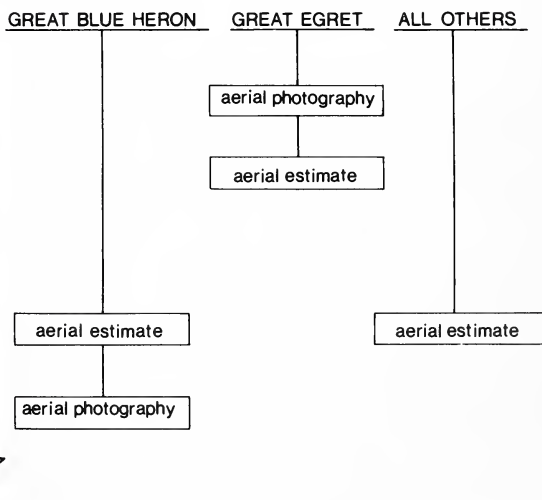 GREAT BLUE HERON GREAT EGRET ALL OTHERS
aerial photography
aerial estimate
aerial estimate aerial estimate
aerial photography